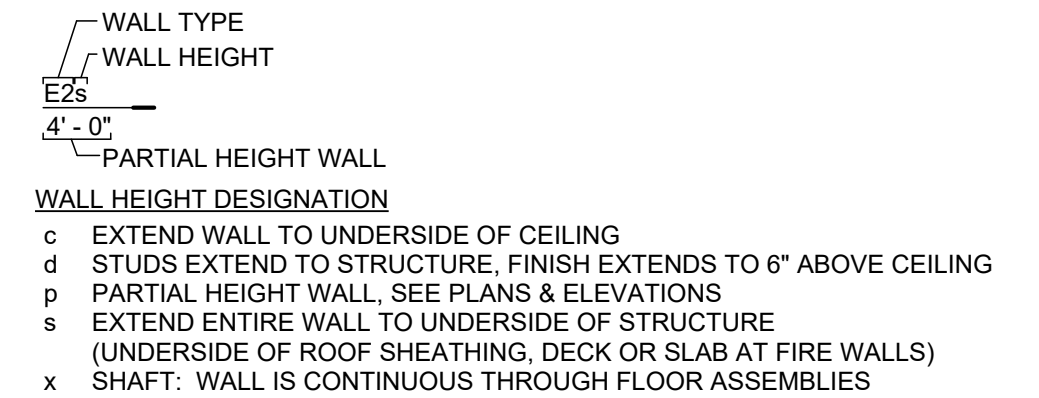 WALL TYPE
WALL HEIGHT
E2s
4' - 0"
PARTIAL HEIGHT WALL
WALL HEIGHT DESIGNATION
c EXTEND WALL TO UNDERSIDE OF CEILING
d STUDS EXTEND TO STRUCTURE, FINISH EXTENDS TO 6" ABOVE CEILING
p PARTIAL HEIGHT WALL, SEE PLANS & ELEVATIONS
s EXTEND ENTIRE WALL TO UNDERSIDE OF STRUCTURE
(UNDERSIDE OF ROOF SHEATHING, DECK OR SLAB AT FIRE WALLS)
x SHAFT: WALL IS CONTINUOUS THROUGH FLOOR ASSEMBLIES